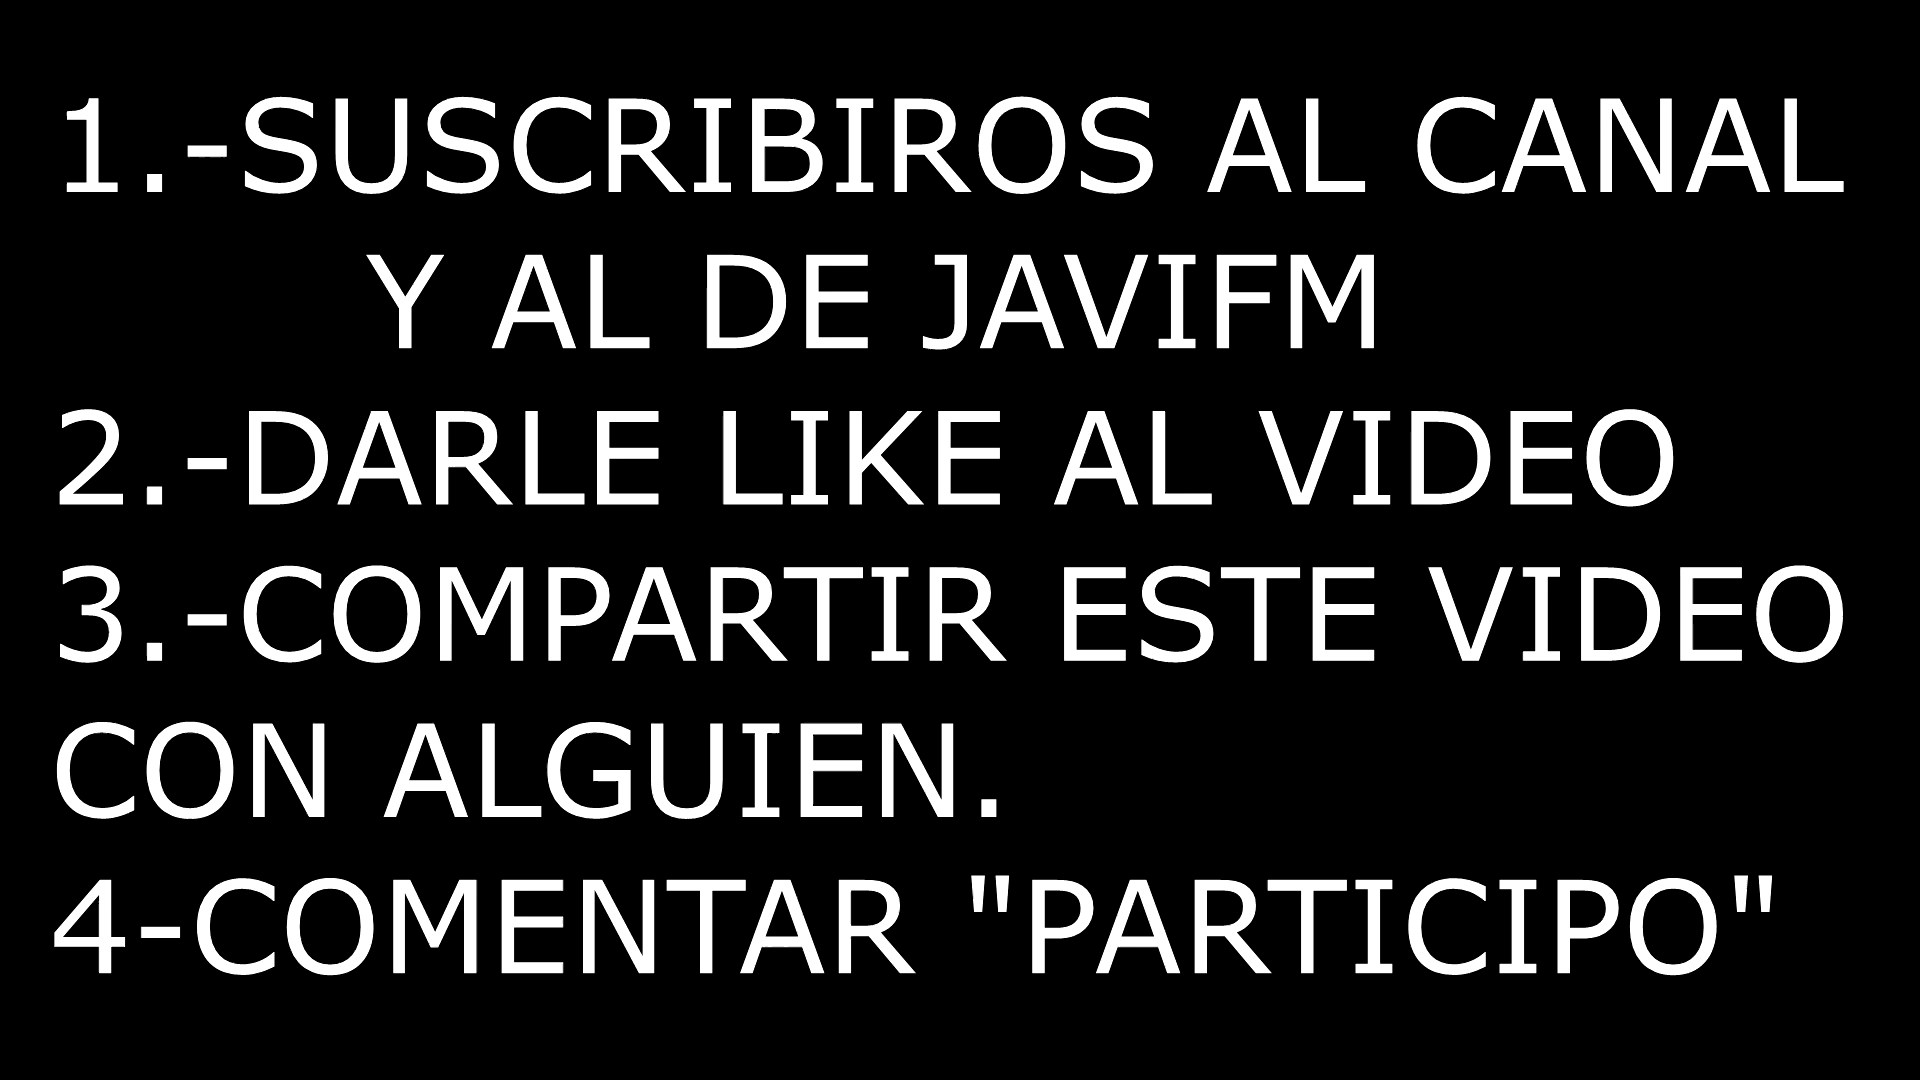 1.-SUSCRIBIROS AL CANAL
Y AL DE JAVIFM
2.-DARLE LIKE AL VIDEO
3.-COMPARTIR ESTE VIDEO
CON ALGUIEN.
4-COMENTAR "PARTICIPO"